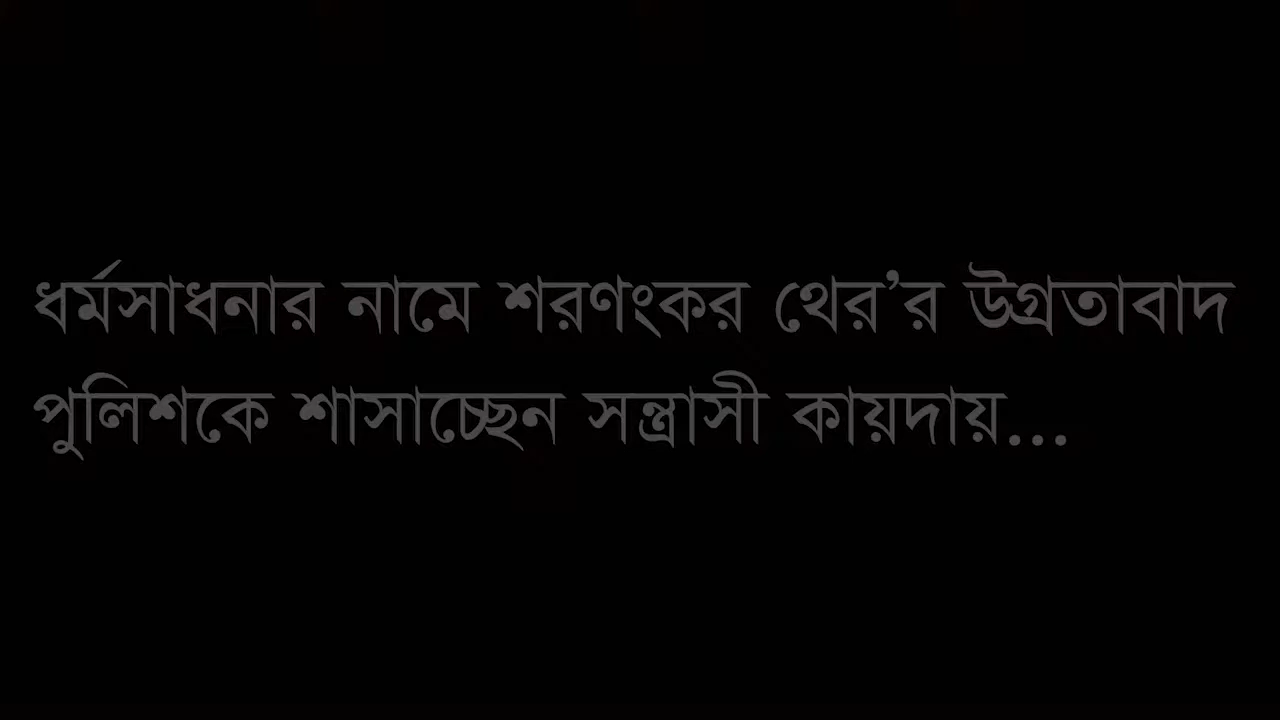 ধর্মসাধনার নামে শরণংকর থের’র উগ্রতাবাদ
পুলিশকে শাসাচ্ছেন সন্ত্রাসী কায়দায়...